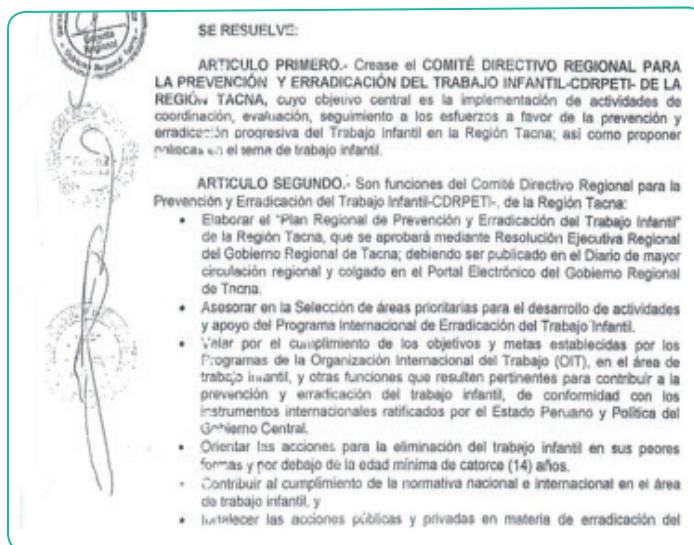 Gerencia
Regional
SE RESUELVE:
ARTICULO PRIMERO.- Crease el COMITÉ DIRECTIVO REGIONAL PARA
LA PREVENCIÓN Y ERRADICACIÓN DEL TRABAJO INFANTIL-CDRPETI- DE LA
REGIÓN TACNA, cuyo objetivo central es la implementación de actividades de
coordinación, evaluación, seguimiento a los esfuerzos a favor de la prevención y
erradicación progresiva del Trabajo Infantil en la Región Tacna; así como proponer
políticas en el tema de trabajo infantil.
ARTICULO SEGUNDO.- Son funciones del Comité Directivo Regional para la
Prevención y Erradicación del Trabajo Infantil-CDRPETI-, de la Región Tacna:
• Elaborar el "Plan Regional de Prevención y Erradicación del Trabajo Infantil"
de la Región Tacna, que se aprobará mediante Resolución Ejecutiva Regional
del Gobierno Regional de Tacna; debiendo ser publicado en el Diario de mayor
circulación regional y colgado en el Portal Electrónico del Gobierno Regional
de Tacna.
• Asesorar en la Selección de áreas prioritarias para el desarrollo de actividades
y apoyo del Programa Internacional de Erradicación del Trabajo Infantil.
• Velar por el cumplimiento de los objetivos y metas establecidas por los
Programas de la Organización Internacional del Trabajo (OIT), en el área de
trabajo infantil, y otras funciones que resulten pertinentes para contribuir a la
prevención y erradicación del trabajo infantil, de conformidad con los
instrumentos internacionales ratificados por el Estado Peruano y Política del
Gobierno Central.
• Orientar las acciones para la eliminación del trabajo infantil en sus peores
formas y por debajo de la edad mínima de catorce (14) años.
• Contribuir al cumplimiento de la normativa nacional e internacional en el área
de trabajo infantil, y
• fortalecer las acciones públicas y privadas en materia de erradicación del